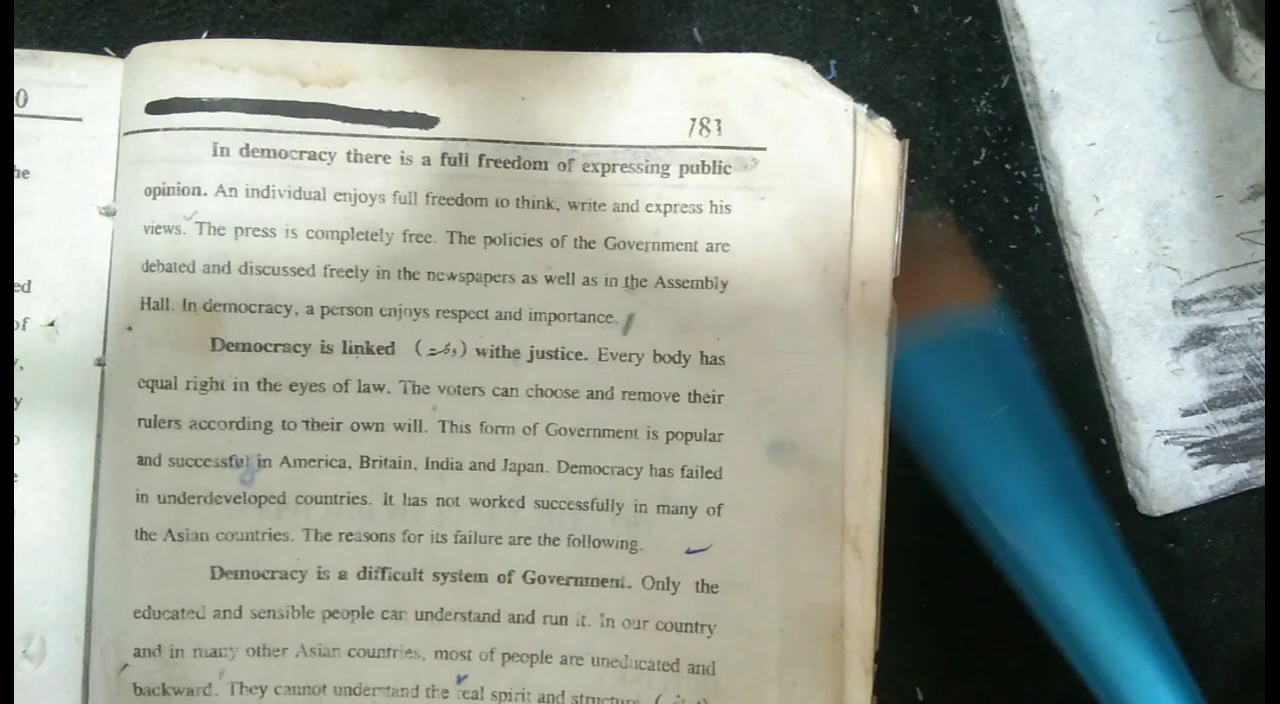 0
he
ed
of
y
783
In democracy there is a full freedom of expressing public
opinion. An individual enjoys full freedom to think, write and express his
views. The press is completely free. The policies of the Government are
debated and discussed freely in the newspapers as well as in the Assembly
Hall. In democracy, a person enjoys respect and importance.
Democracy is linked ( ) withe justice. Every body has
equal right in the eyes of law. The voters can choose and remove their
rulers according to their own will. This form of Government is popular
and successful in America, Britain, India and Japan. Democracy has failed
in underdeveloped countries. It has not worked successfully in many of
the Asian countries. The reasons for its failure are the following.
Democracy is a difficult system of Government. Only the
educated and sensible people can understand and run it. In our country
and in many other Asian countries, most of people are uneducated and
backward. They cannot understand the real spirit and structure (